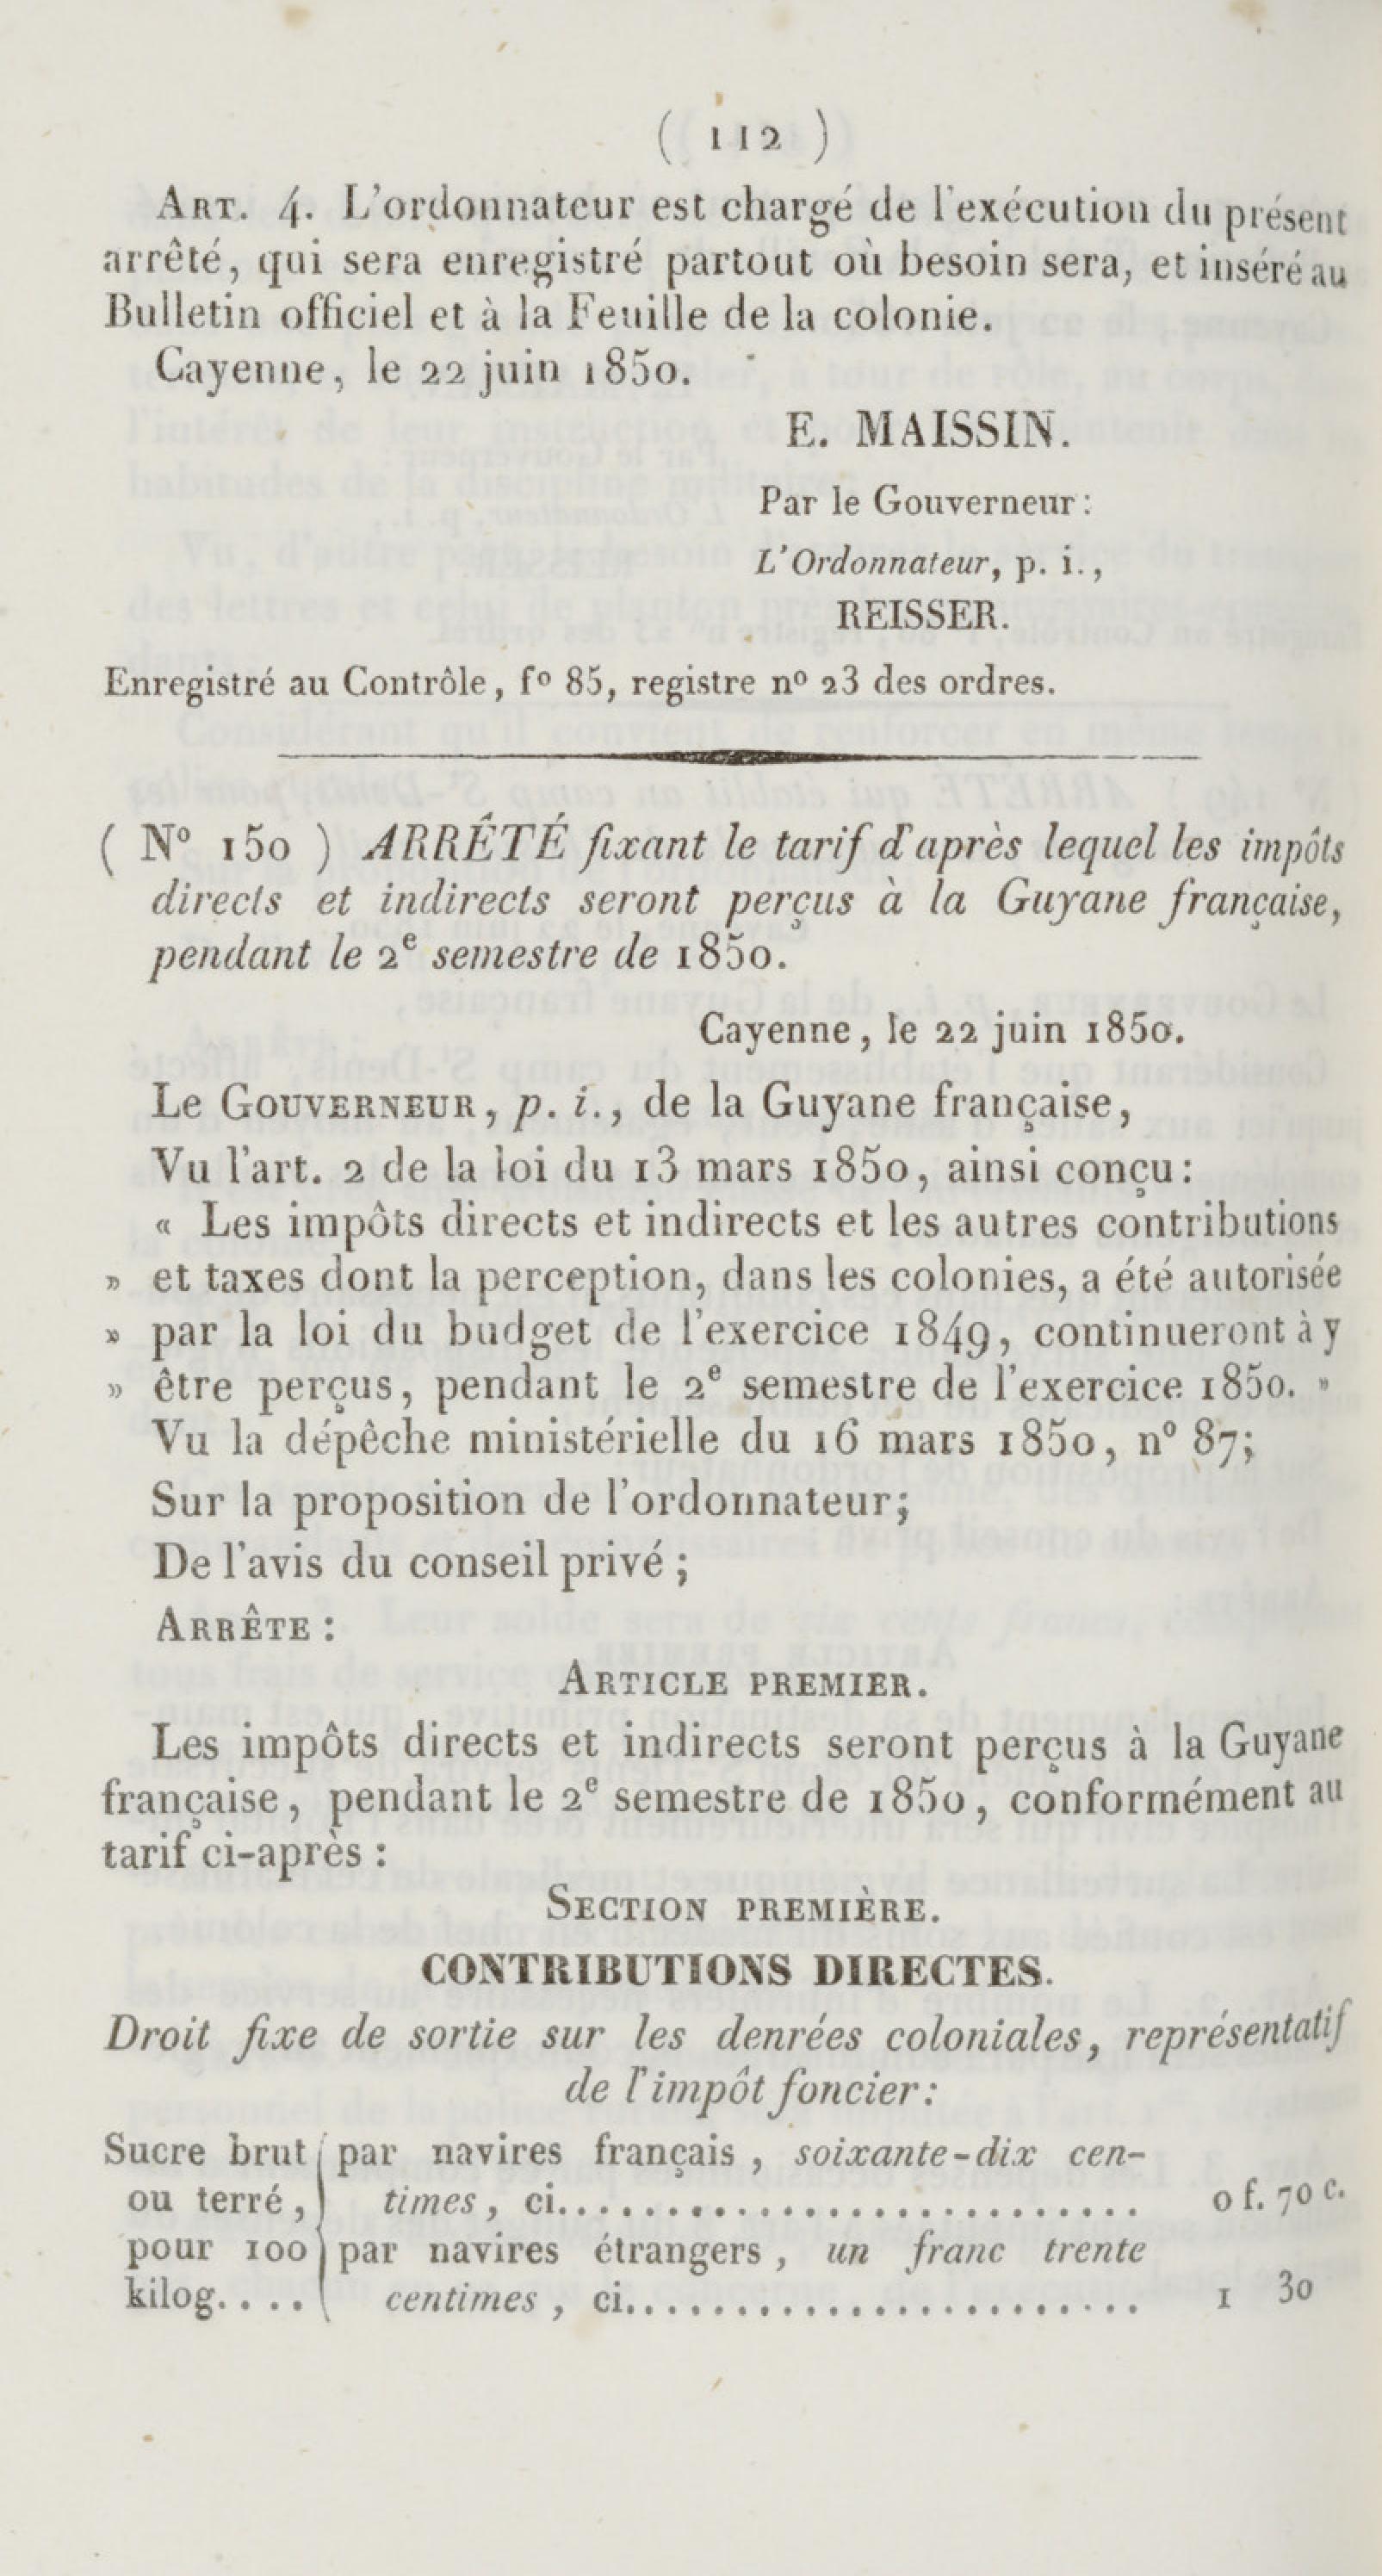 ( 112 )
ART. 4. L'ordonnateur est chargé de l'exécution du présent
arrêté, qui sera enregistré partout où besoin sera, et inséré au
Bulletin officiel et à la Feuille de la colonie.
Cayenne, le 22 juin 1850.
E. MAISSIN.
Par le Gouverneur:
L'Ordonnateur, p. i.,
REISSER.
Enregistré au Contrôle, fº 85, registre nº 23 des ordres.
( Nº 150 ) ARRÊTÉ fixant le tarif d'après lequel les impôts
directs et indirects seront perçus à la Guyane française,
pendant le 2e semestre de 1850.
Cayenne, le 22 juin 1850.
LE GOUVERNEUR, p. i., de la Guyane française,
Vu l'art. 2 de la loi du 13 mars 1850, ainsi conçu:
« Les impôts directs et indirects et les autres contributions
» et taxes dont la perception, dans les colonies, a été autorisée
» par la loi du budget de l'exercice 1849, continueront à y
» être perçus, pendant le 2e semestre de l'exercice 1850. »
Vu la dépêche ministérielle du 16 mars 1850, nº 87;
Sur la proposition de l'ordonnateur;
De l'avis du conseil privé;
ARRÊTE:
ARTICLE PREMIER.
Les impôts directs et indirects seront perçus à la Guyane
française, pendant le 2e semestre de 1850, conformément au
tarif ci-après:
SECTION PREMIÈRE.
CONTRIBUTIONS DIRECTES.
Droit fixe de sortie sur les denrées coloniales, représentatif
de l'impôt foncier:
Sucre brut par navires français, soixante-dix cen-
ou terré, times, ci........................... 0 f. 70 c.
pour 100 par navires étrangers, un franc trente
kilog.... centimes, ci........................ 1 30